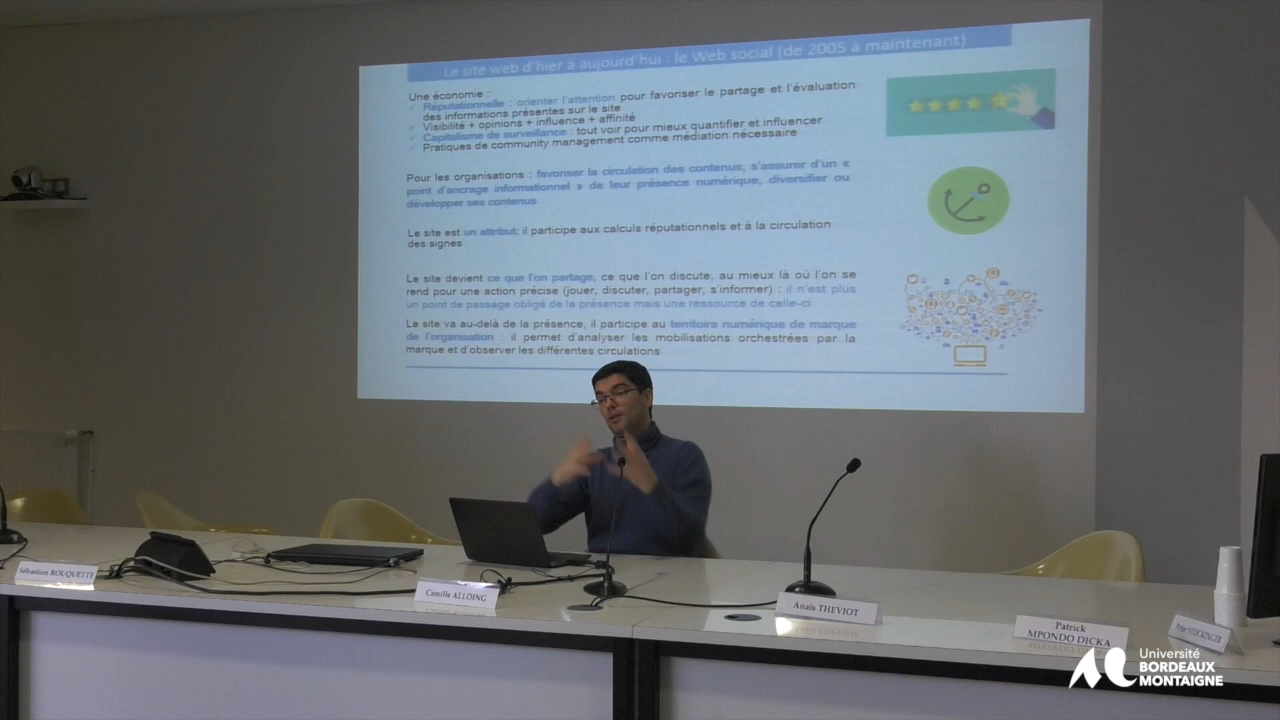 Le site web d'hier à aujourd'hui : le Web social (de 2005 à maintenant)
Une économie :
✓ Réputationnelle : orienter l'attention pour favoriser le partage et l'évaluation
des informations présentes sur le site
✓ Visibilité + opinions + influence + affinité
✓ Capitalisme de surveillance : tout voir pour mieux quantifier et influencer
✓ Pratiques de community management comme médiation nécessaire
Pour les organisations : favoriser la circulation des contenus, s'assurer d'un «
point d'ancrage informationnel » de leur présence numérique, diversifier ou
développer ses contenus
Le site est un attribut: il participe aux calculs réputationnels et à la circulation
des signes
Le site devient ce que l'on partage, ce que l'on discute, au mieux là où l'on se
rend pour une action précise (jouer, discuter, partager, s'informer) : il n'est plus
un point de passage obligé de la présence mais une ressource de celle-ci
Le site va au-delà de la présence, il participe au territoire numérique de marque
de l'organisation : il permet d'analyser les mobilisations orchestrées par la
marque et d'observer les différentes circulations
Sébastien ROUQUETTE
Camille ALLOING
Anaïs THEVIOT
Patrick
MPONDO DICKA
Peter STOCKINGER
Université
BORDEAUX
MONTAIGNE